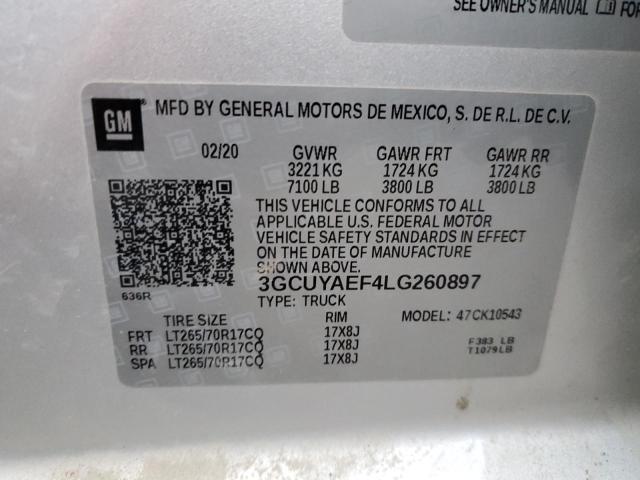 SEE OWNER'S MANUAL FOR
GM
MFD BY GENERAL MOTORS DE MEXICO, S. DE R.L. DE C.V.
02/20 GVWR GAWR FRT GAWR RR
3221 KG 1724 KG 1724 KG
7100 LB 3800 LB 3800 LB
THIS VEHICLE CONFORMS TO ALL
APPLICABLE U.S. FEDERAL MOTOR
VEHICLE SAFETY STANDARDS IN EFFECT
ON THE DATE OF MANUFACTURE
SHOWN ABOVE.
3GCUYAEF4LG260897
636R
TYPE: TRUCK
TIRE SIZE RIM MODEL: 47CK10543
FRT LT265/70R17CQ 17X8J
RR LT265/70R17CQ 17X8J
SPA LT265/70R17CQ 17X8J
F383 LB
T1079LB